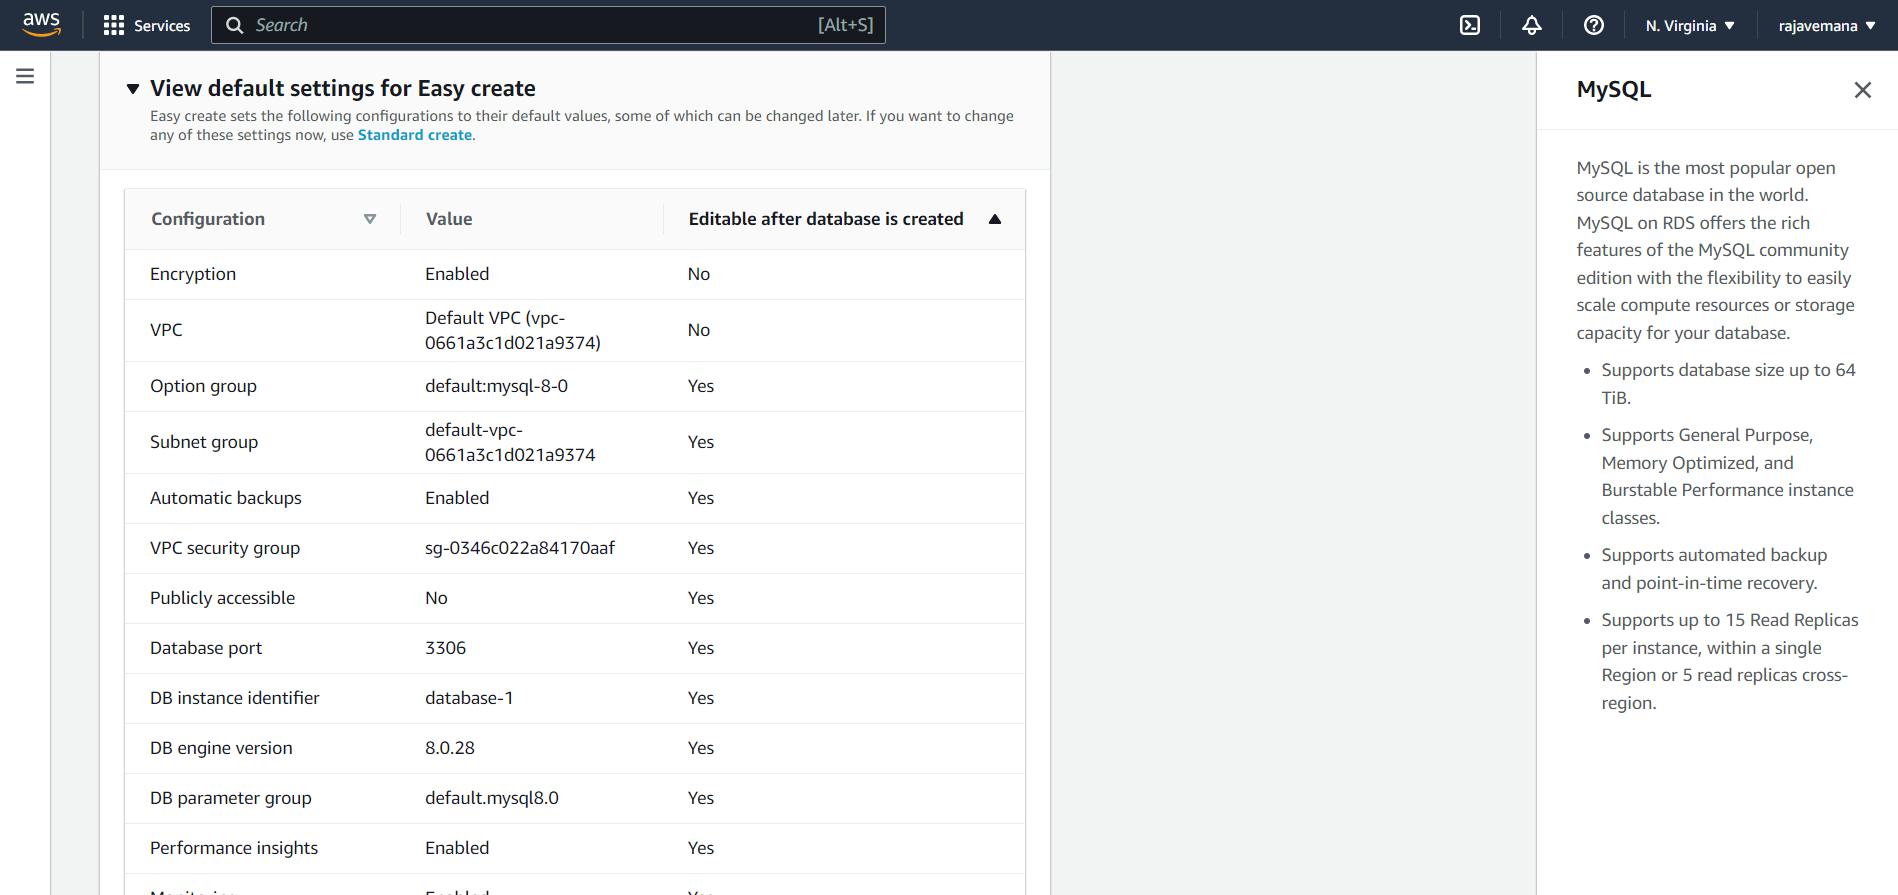 aws
Services
Search
[Alt+S]
N. Virginia
rajavemana
View default settings for Easy create
Easy create sets the following configurations to their default values, some of which can be changed later. If you want to change
any of these settings now, use Standard create.
Configuration Value Editable after database is created
Encryption Enabled No
VPC Default VPC (vpc-
0661a3c1d021a9374) No
Option group default:mysql-8-0 Yes
Subnet group default-vpc-
0661a3c1d021a9374 Yes
Automatic backups Enabled Yes
VPC security group sg-0346c022a84170aaf Yes
Publicly accessible No Yes
Database port 3306 Yes
DB instance identifier database-1 Yes
DB engine version 8.0.28 Yes
DB parameter group default.mysql8.0 Yes
Performance insights Enabled Yes
MySQL
MySQL is the most popular open
source database in the world.
MySQL on RDS offers the rich
features of the MySQL community
edition with the flexibility to easily
scale compute resources or storage
capacity for your database.
• Supports database size up to 64
TiB.
• Supports General Purpose,
Memory Optimized, and
Burstable Performance instance
classes.
• Supports automated backup
and point-in-time recovery.
• Supports up to 15 Read Replicas
per instance, within a single
Region or 5 read replicas cross-
region.